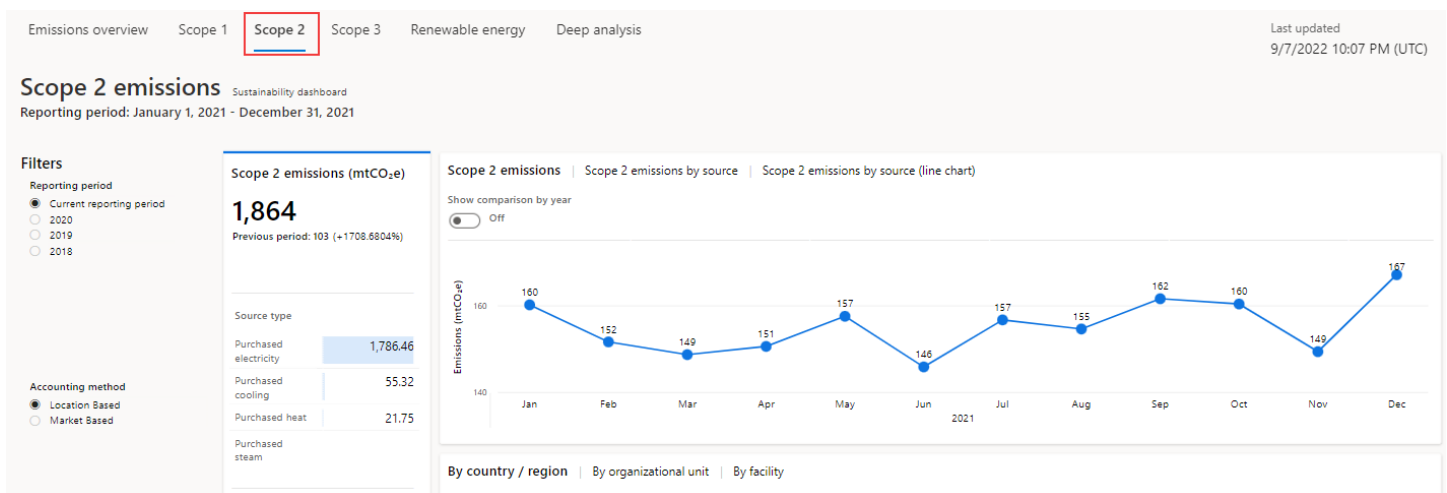 Emissions overview Scope 1 Scope 2 Scope 3 Renewable energy Deep analysis
Last updated
9/7/2022 10:07 PM (UTC)
Scope 2 emissions Sustainability dashboard
Reporting period: January 1, 2021 - December 31, 2021
Filters
Reporting period
Current reporting period
2020
2019
2018
Accounting method
Location Based
Market Based
Scope 2 emissions (mtCO₂e)
1,864
Previous period: 103 (+1708.6804%)
Source type
Purchased
electricity
1,786.46
Purchased
cooling
55.32
Purchased heat 21.75
Purchased
steam
Scope 2 emissions | Scope 2 emissions by source | Scope 2 emissions by source (line chart)
Show comparison by year
Off
Emissions (mtCO₂e)
160
140
160 152 149 151 157 146 157 155 162 160 149 167
Jan Feb Mar Apr May Jun Jul Aug Sep Oct Nov Dec
2021
By country / region | By organizational unit | By facility